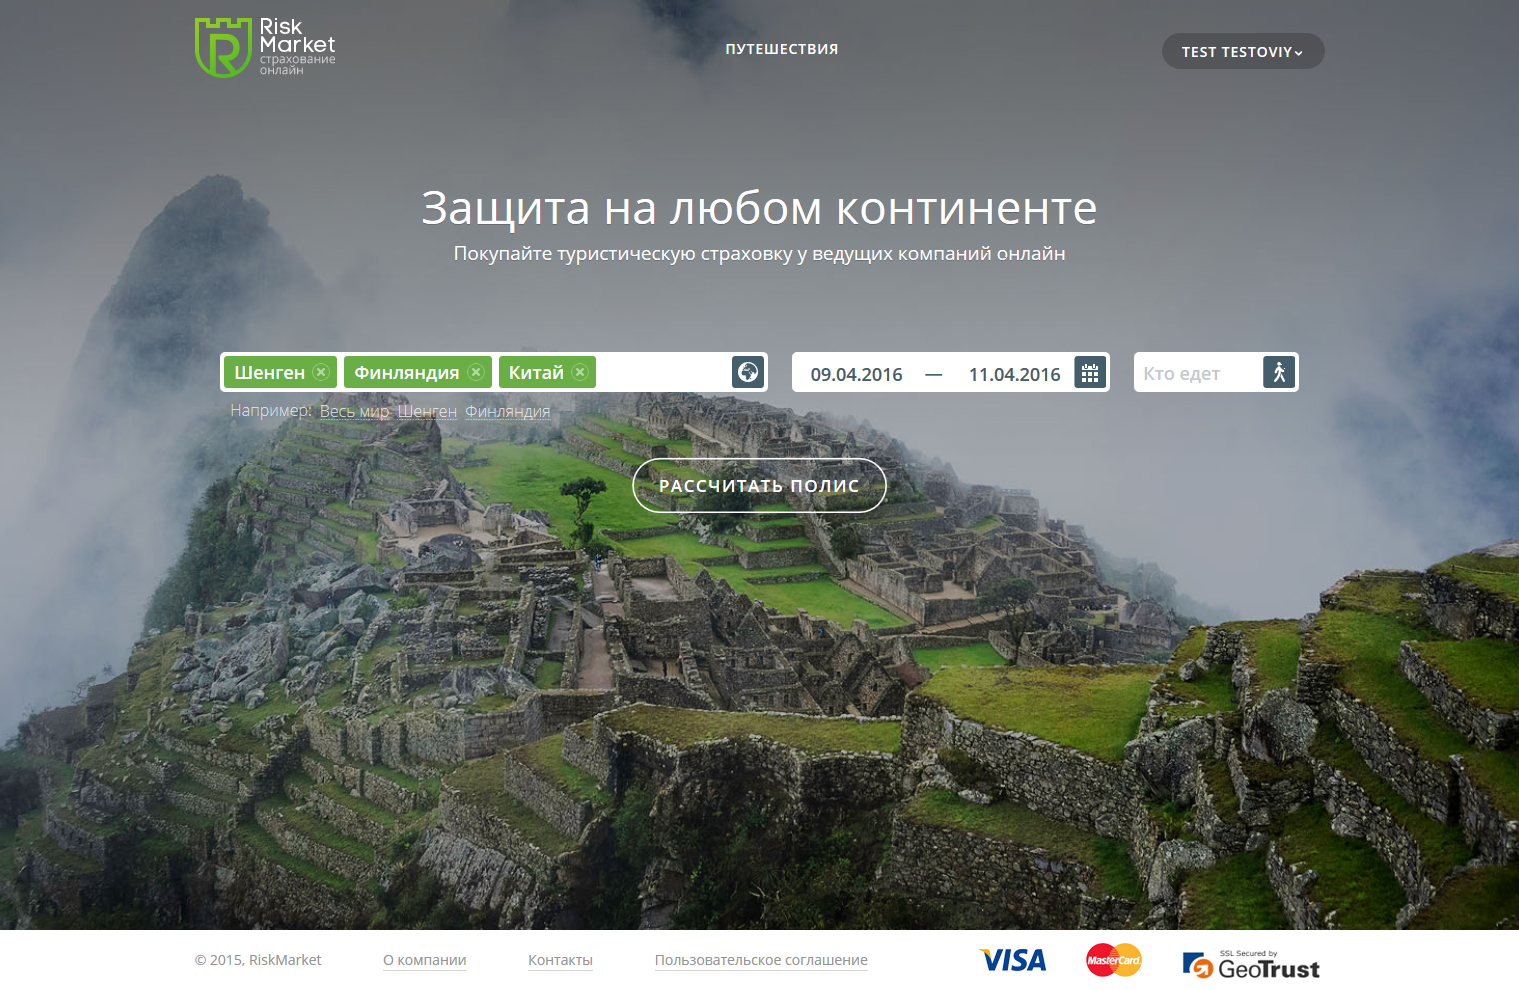 Risk
Market
страхование
онлайн
ПУТЕШЕСТВИЯ
TEST TESTOVIY
Защита на любом континенте
Покупайте туристическую страховку у ведущих компаний онлайн
Шенген Финляндия Китай
09.04.2016 — 11.04.2016
Кто едет
Например: Весь мир Шенген Финляндия
РАССЧИТАТЬ ПОЛИС
© 2015, RiskMarket
О компании
Контакты
Пользовательское соглашение
VISA
MasterCard
SSL Secured by
GeoTrust